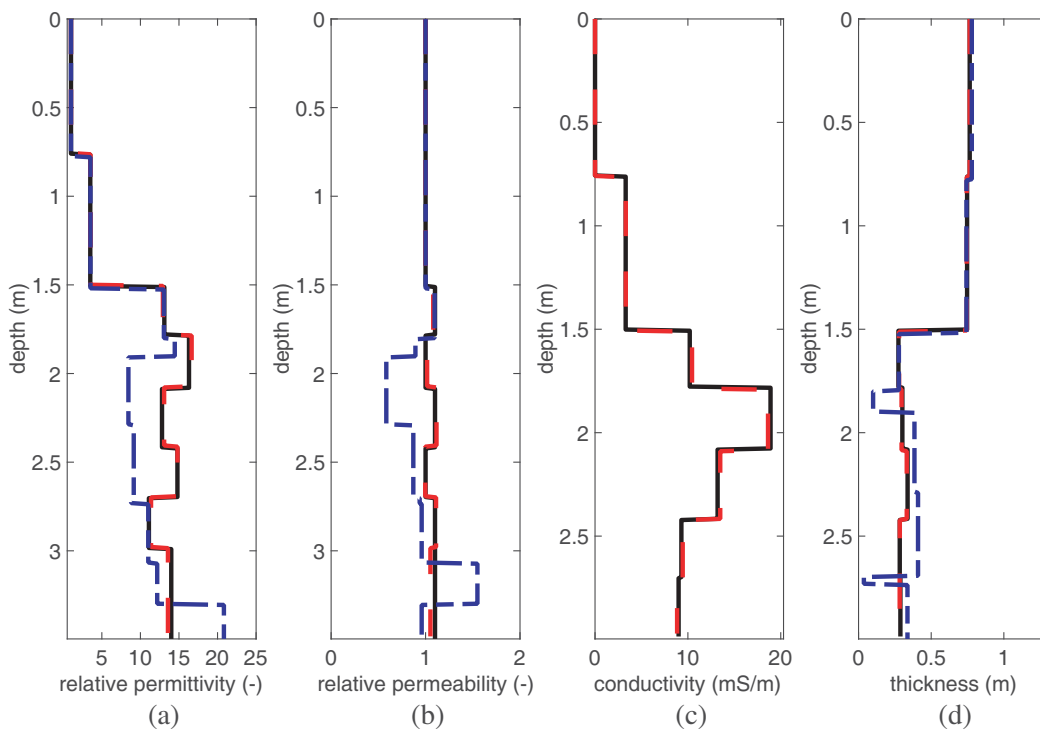 0
0.5
1
1.5
2
2.5
3
depth (m)
5 10 15 20 25
relative permittivity (-)
(a)
0
0.5
1
1.5
2
2.5
3
depth (m)
0 1 2
relative permeability (-)
(b)
0
0.5
1
1.5
2
2.5
depth (m)
0 10 20
conductivity (mS/m)
(c)
0
0.5
1
1.5
2
2.5
depth (m)
0 0.5 1
thickness (m)
(d)